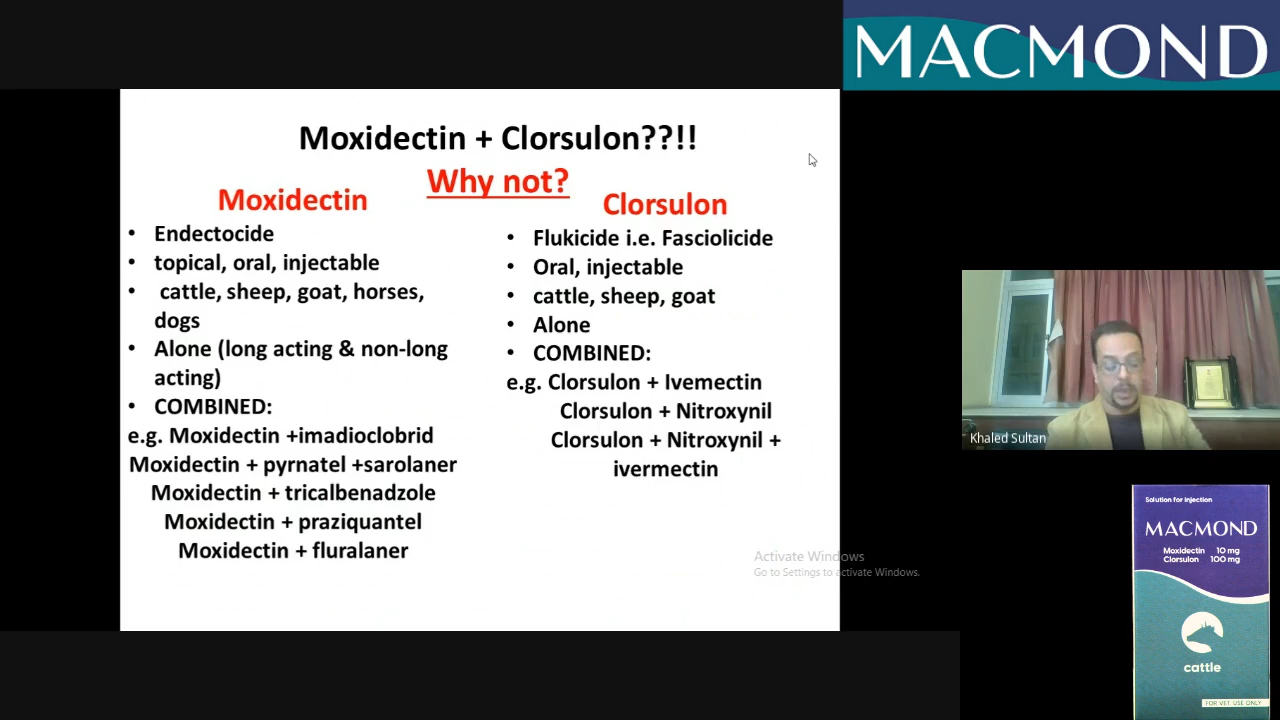 MACMOND
Moxidectin + Clorsulon??!!
Why not?
Moxidectin
• Endectocide
• topical, oral, injectable
• cattle, sheep, goat, horses,
dogs
• Alone (long acting & non-long
acting)
• COMBINED:
e.g. Moxidectin +imadioclobrid
Moxidectin + pyrnatel +sarolaner
Moxidectin + tricalbenadzole
Moxidectin + praziquantel
Moxidectin + fluralaner
Clorsulon
• Flukicide i.e. Fasciolicide
• Oral, injectable
• cattle, sheep, goat
• Alone
• COMBINED:
e.g. Clorsulon + Ivemectin
Clorsulon + Nitroxynil
Clorsulon + Nitroxynil +
ivermectin
Activate Windows
Go to Settings to activate Windows.
Khaled Sultan
Solution for Injection
MACMOND
Moxidectin 10 mg
Clorsulon 100 mg
cattle
FOR VET. USE ONLY